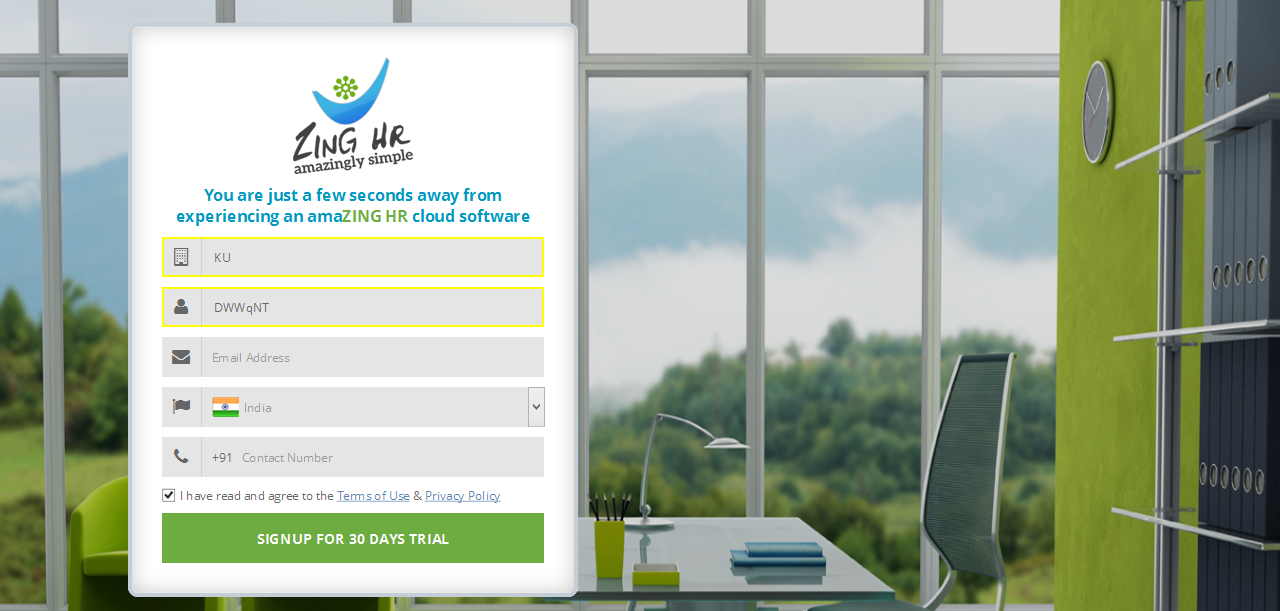 ZING HR
amazingly simple
You are just a few seconds away from
experiencing an amaZING HR cloud software
KU
DWWqNT
Email Address
India
+91 Contact Number
I have read and agree to the Terms of Use & Privacy Policy
SIGNUP FOR 30 DAYS TRIAL